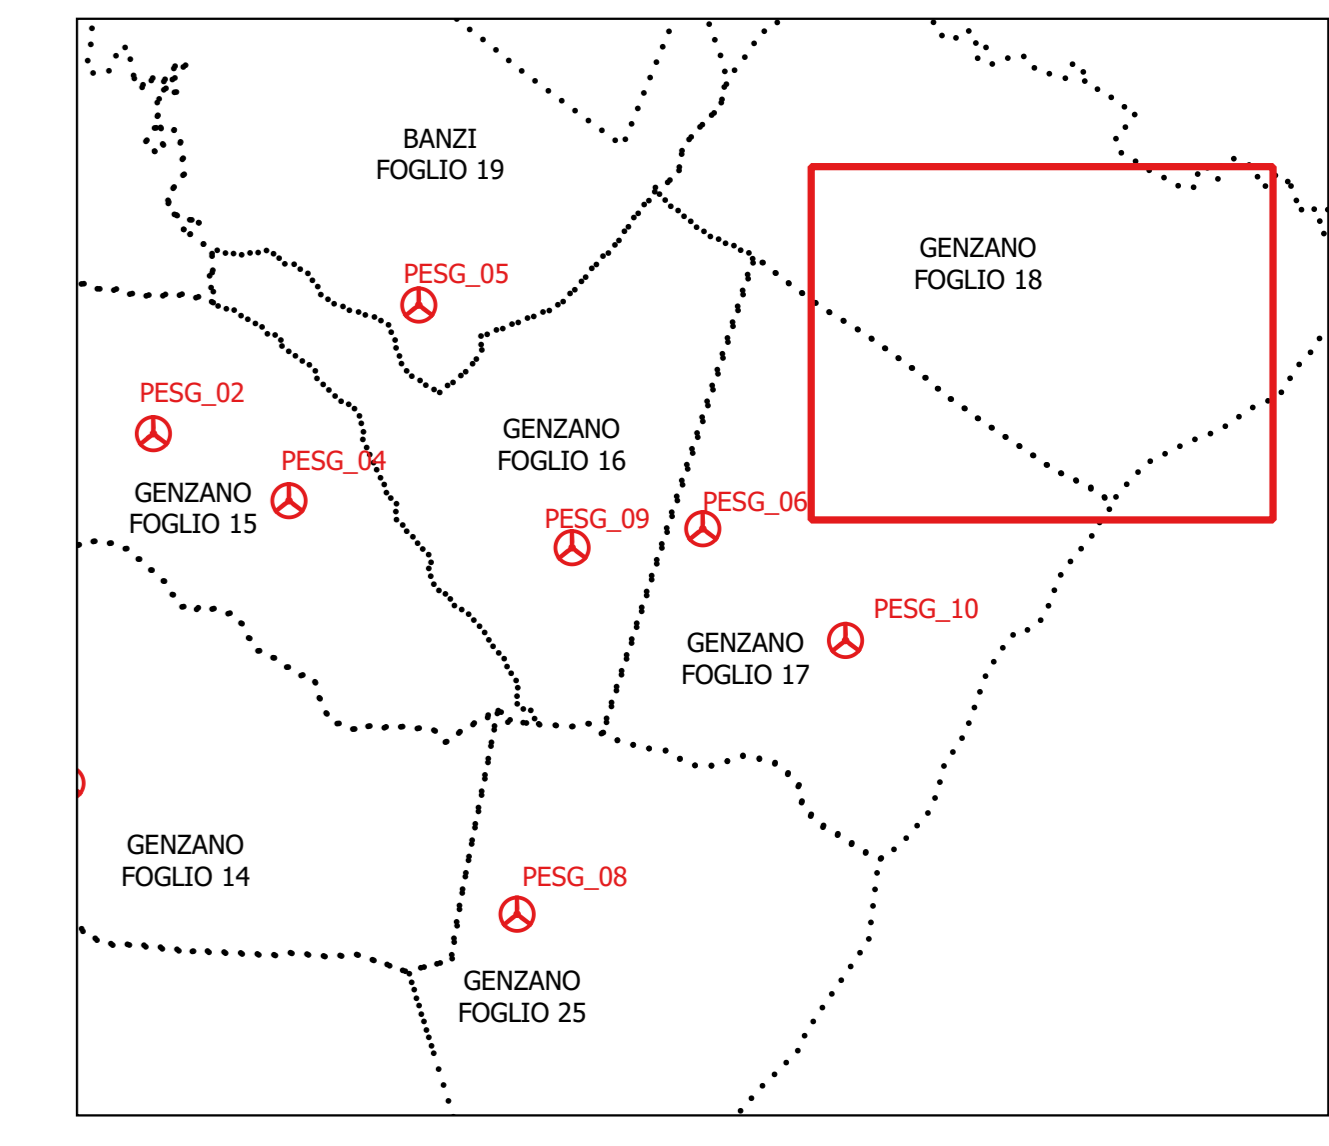 BANZI
FOGLIO 19
GENZANO
FOGLIO 18
PESG_05
PESG_02
GENZANO
FOGLIO 16
PESG_04
GENZANO
FOGLIO 15
PESG_09
PESG_06
PESG_10
GENZANO
FOGLIO 17
GENZANO
FOGLIO 14
PESG_08
GENZANO
FOGLIO 25